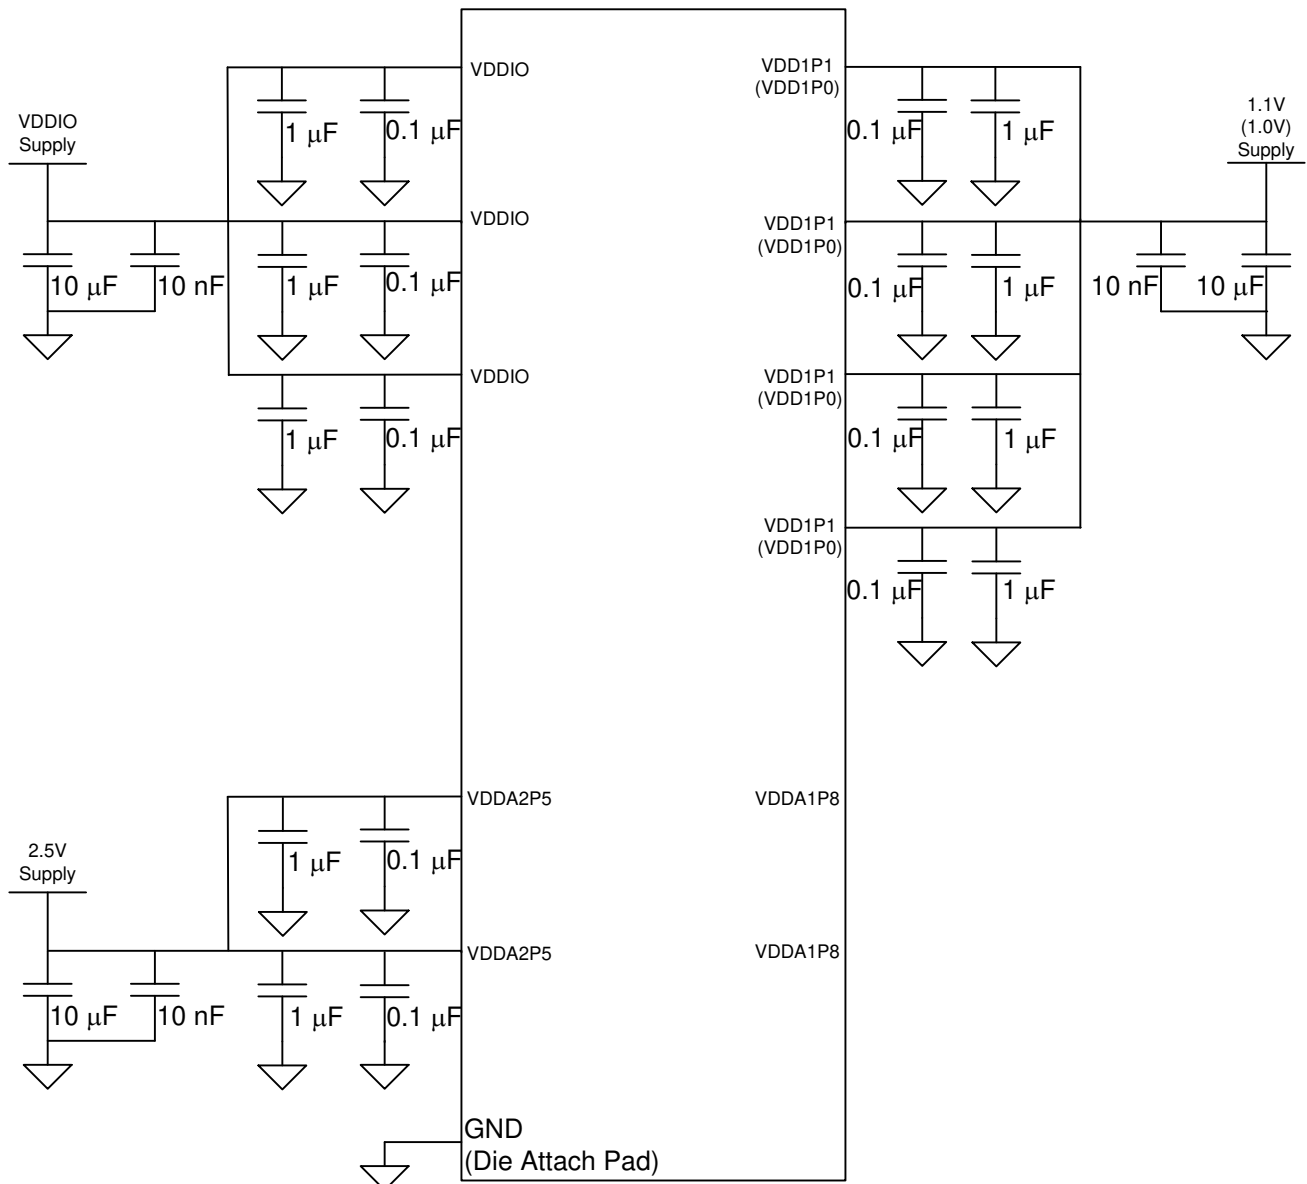 VDDIO
VDD1P1
(VDD1P0)
1 μF
0.1 μF
0.1 μF
1 μF
VDDIO
Supply
1.1V
(1.0V)
Supply
VDDIO
VDD1P1
(VDD1P0)
10 μF
10 nF
1 μF
0.1 μF
0.1 μF
1 μF
10 nF
10 μF
VDDIO
VDD1P1
(VDD1P0)
1 μF
0.1 μF
0.1 μF
1 μF
VDD1P1
(VDD1P0)
0.1 μF
1 μF
VDDA2P5
VDDA1P8
1 μF
0.1 μF
2.5V
Supply
VDDA2P5
VDDA1P8
10 μF
10 nF
1 μF
0.1 μF
GND
(Die Attach Pad)